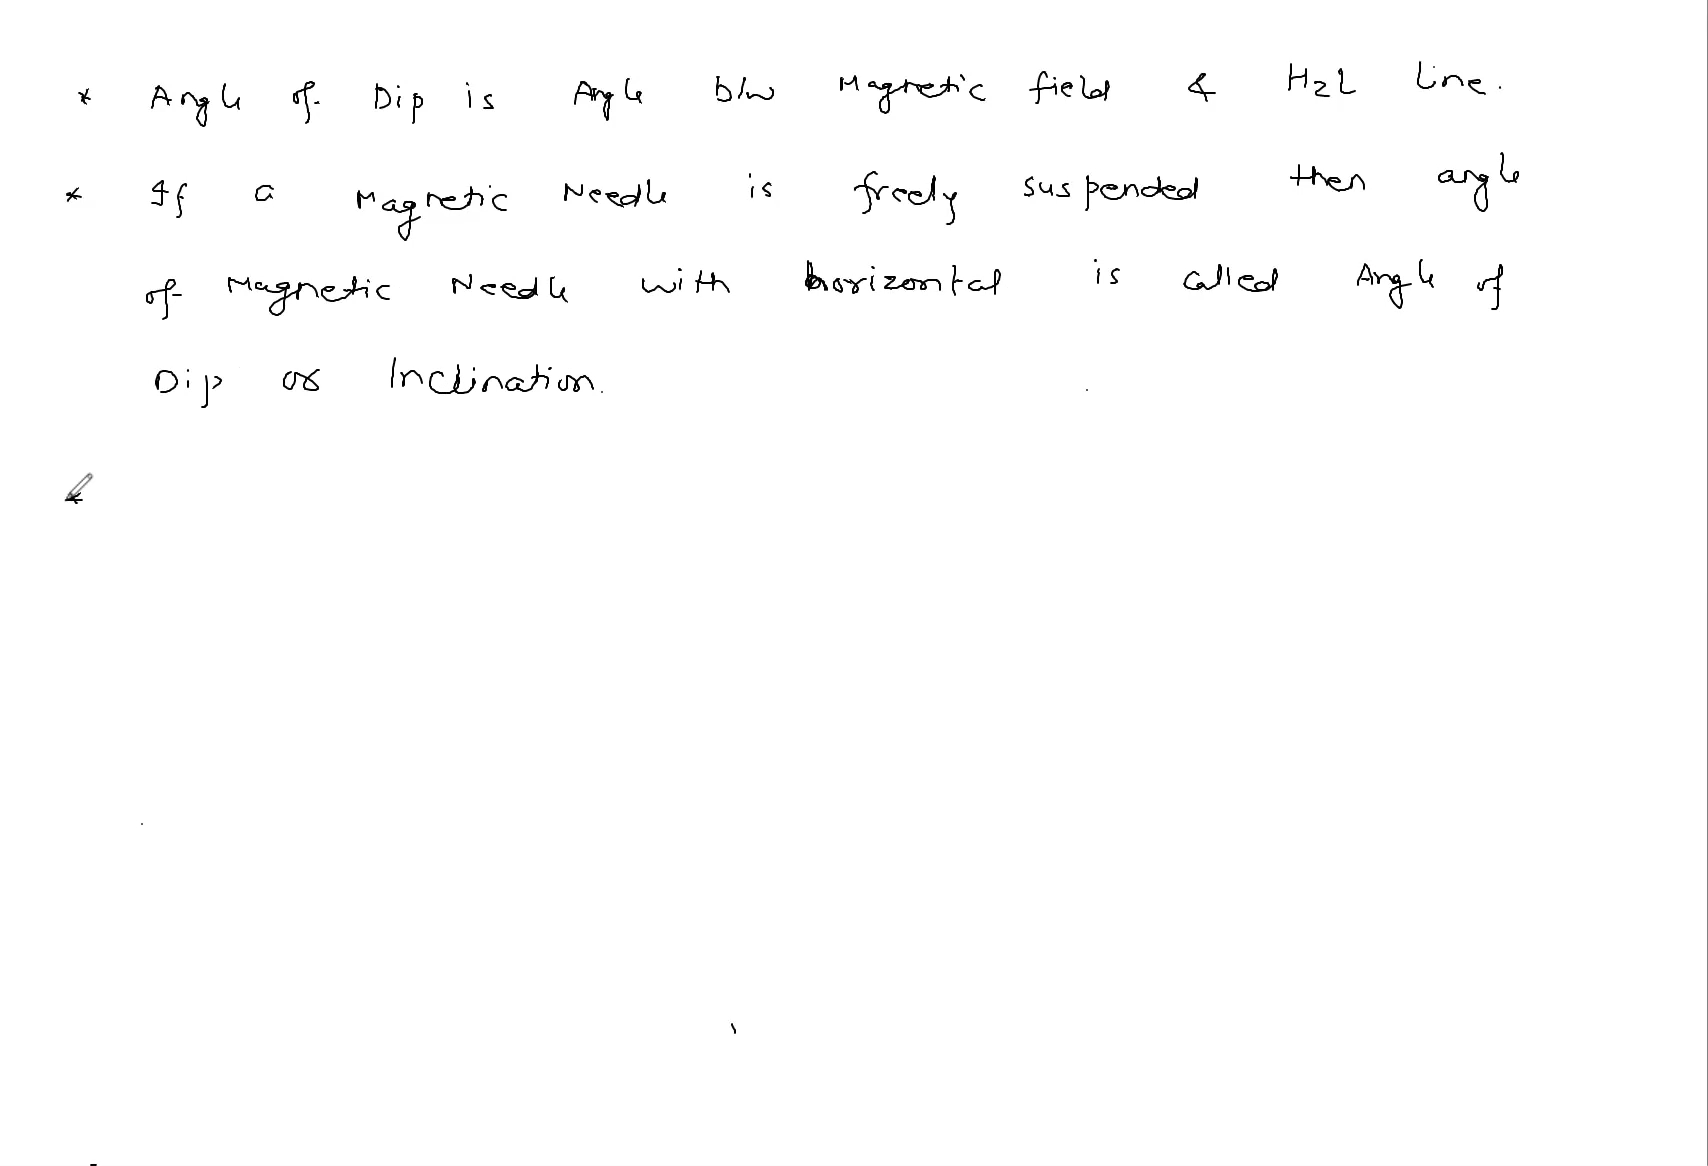 * Angle of Dip is Angle b/w Magnetic field & Hzl line.
* If a Magnetic Needle is freely suspended then angle
of Magnetic Needle with horizontal is called Angle of
Dip or Inclination.
*